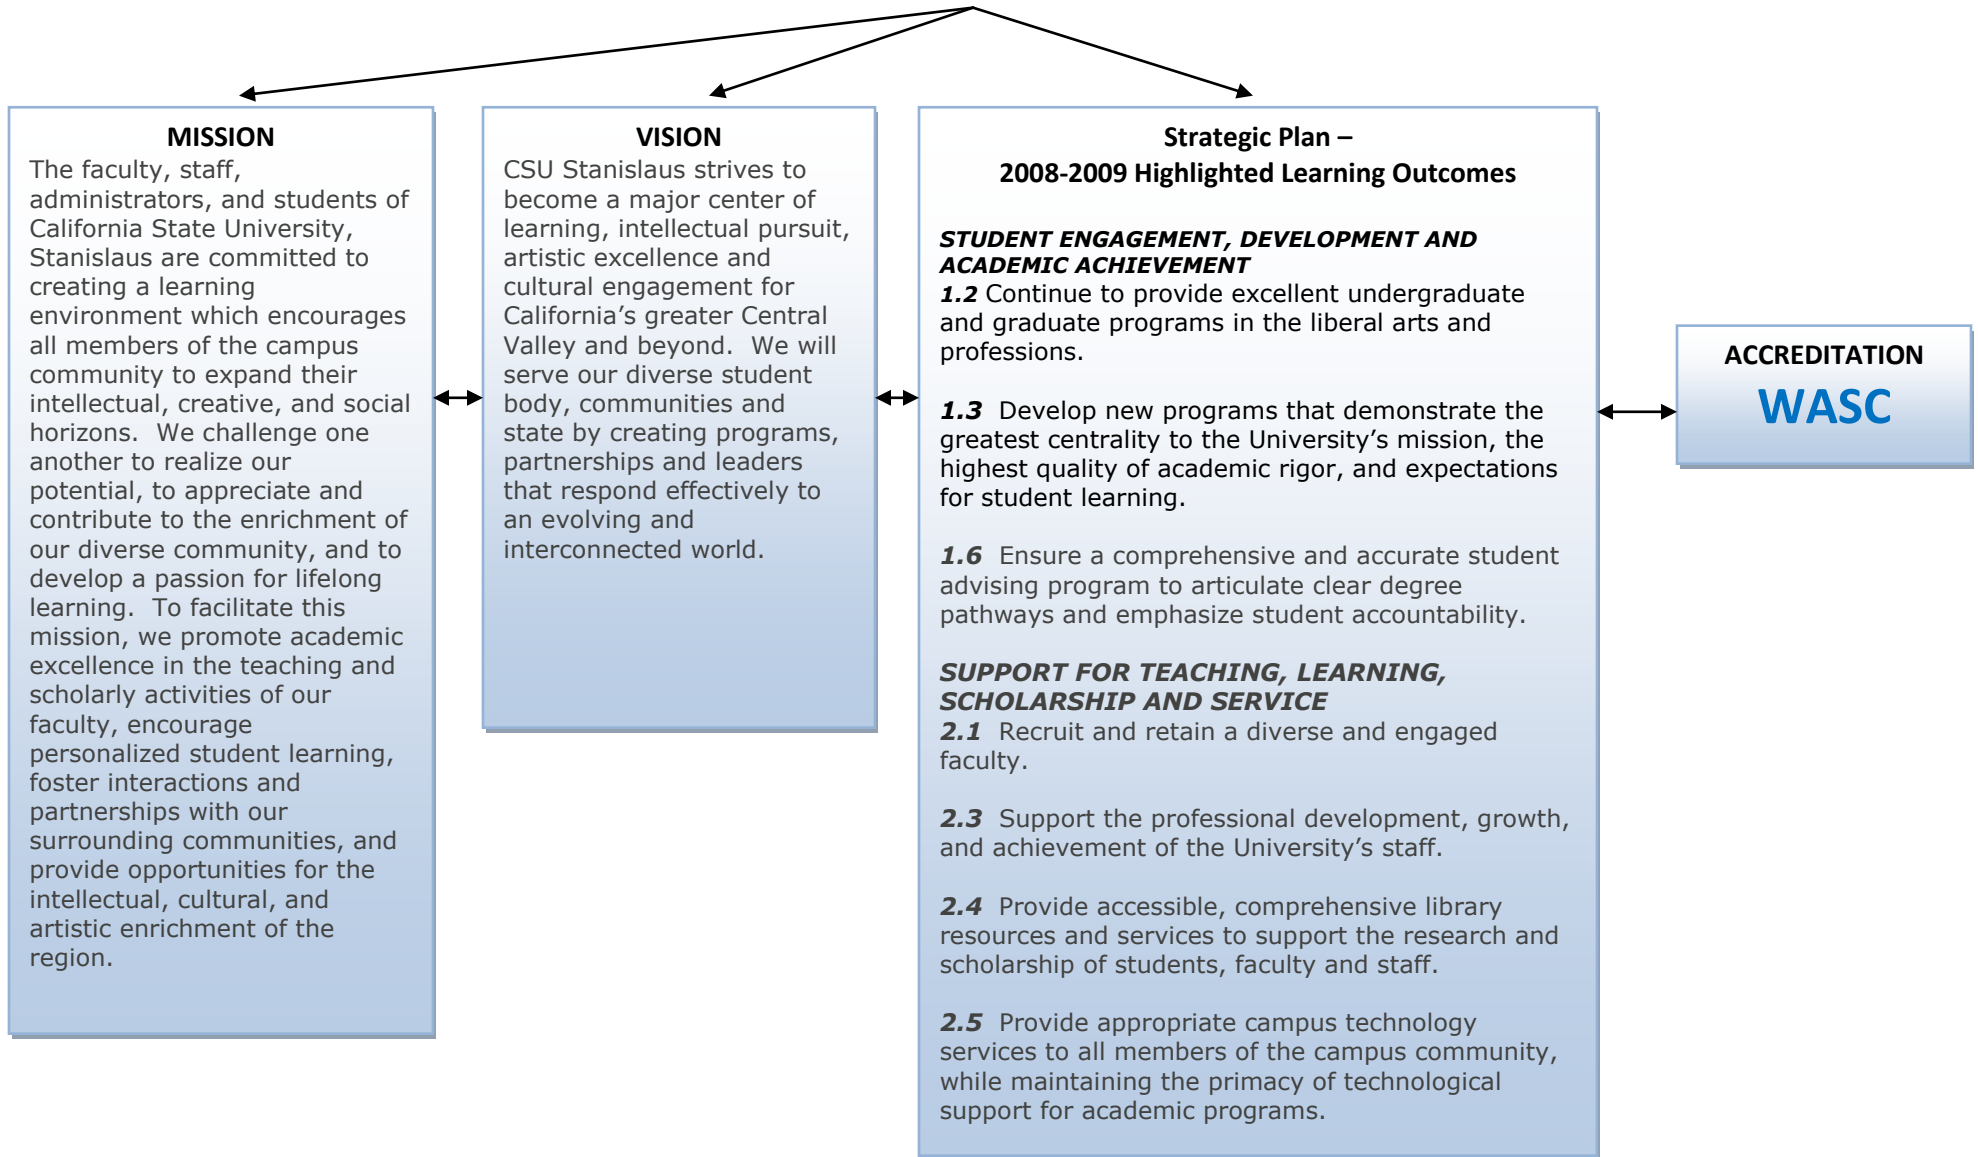 MISSION
The faculty, staff,
administrators, and students of
California State University,
Stanislaus are committed to
creating a learning
environment which encourages
all members of the campus
community to expand their
intellectual, creative, and social
horizons.  We challenge one
another to realize our
potential, to appreciate and
contribute to the enrichment of
our diverse community, and to
develop a passion for lifelong
learning.  To facilitate this
mission, we promote academic
excellence in the teaching and
scholarly activities of our
faculty, encourage
personalized student learning,
foster interactions and
partnerships with our
surrounding communities, and
provide opportunities for the
intellectual, cultural, and
artistic enrichment of the
region.
VISION
CSU Stanislaus strives to
become a major center of
learning, intellectual pursuit,
artistic excellence and
cultural engagement for
California’s greater Central
Valley and beyond.  We will
serve our diverse student
body, communities and
state by creating programs,
partnerships and leaders
that respond effectively to
an evolving and
interconnected world.
Strategic Plan –
2008-2009 Highlighted Learning Outcomes
STUDENT ENGAGEMENT, DEVELOPMENT AND
ACADEMIC ACHIEVEMENT
1.2 Continue to provide excellent undergraduate
and graduate programs in the liberal arts and
professions.
1.3  Develop new programs that demonstrate the
greatest centrality to the University’s mission, the
highest quality of academic rigor, and expectations
for student learning.
1.6  Ensure a comprehensive and accurate student
advising program to articulate clear degree
pathways and emphasize student accountability.
SUPPORT FOR TEACHING, LEARNING,
SCHOLARSHIP AND SERVICE
2.1  Recruit and retain a diverse and engaged
faculty.
2.3  Support the professional development, growth,
and achievement of the University’s staff.
2.4  Provide accessible, comprehensive library
resources and services to support the research and
scholarship of students, faculty and staff.
2.5  Provide appropriate campus technology
services to all members of the campus community,
while maintaining the primacy of technological
support for academic programs.
ACCREDITATION
WASC